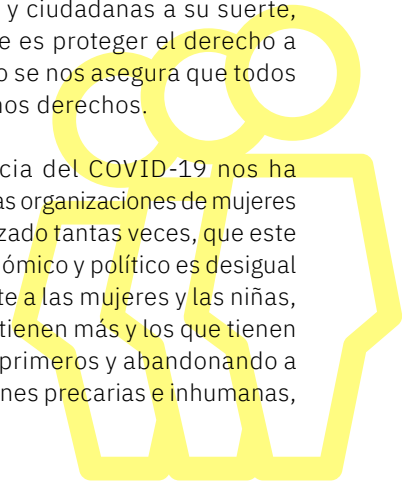 y ciudadanas a su suerte,
e es proteger el derecho a
o se nos asegura que todos
nos derechos.
cia del COVID-19 nos ha
as organizaciones de mujeres
zado tantas veces, que este
ómico y político es desigual
te a las mujeres y las niñas,
tienen más y los que tienen
primeros y abandonando a
nes precarias e inhumanas,